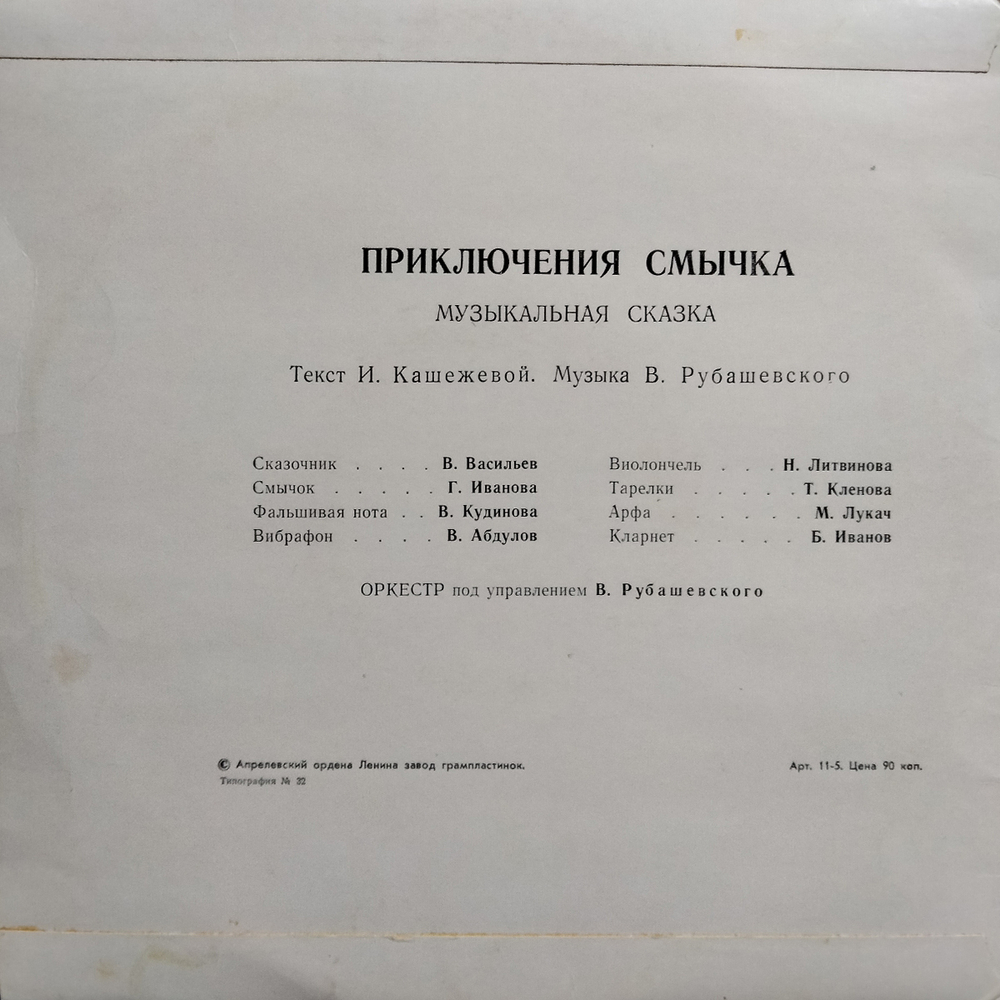 ПРИКЛЮЧЕНИЯ СМЫЧКА
МУЗЫКАЛЬНАЯ СКАЗКА
Текст И. Кашежевой. Музыка В. Рубашевского
Сказочник . . . . В. Васильев
Смычок . . . . . Г. Иванова
Фальшивая нота . . В. Кудинова
Вибрафон . . . . В. Абдулов
Виолончель . . . Н. Литвинова
Тарелки . . . . . Т. Кленова
Арфа . . . . . . М. Лукач
Кларнет . . . . . Б. Иванов
ОРКЕСТР под управлением В. Рубашевского
© Апрелевский ордена Ленина завод грампластинок. Арт. 11-5. Цена 90 коп.
Типография № 32